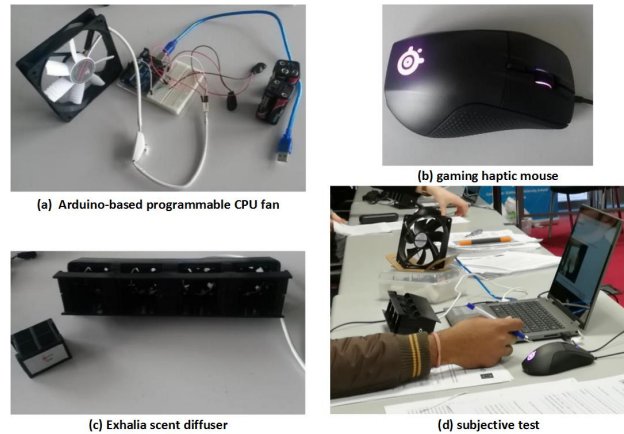 (a) Arduino-based programmable CPU fan
(b) gaming haptic mouse
(c) Exhalia scent diffuser
(d) subjective test